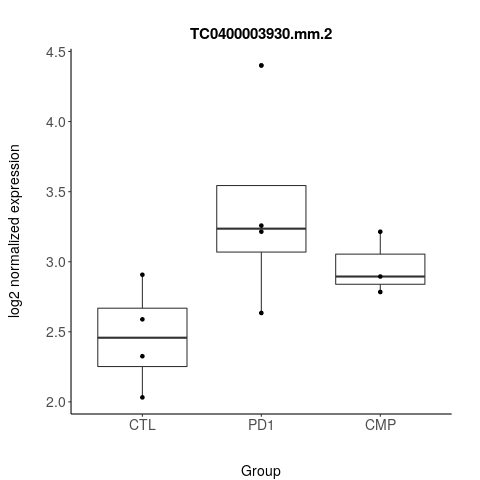 TC0400003930.mm.2
log2 normalized expression
4.5
4.0
3.5
3.0
2.5
2.0
CTL PD1 CMP
Group